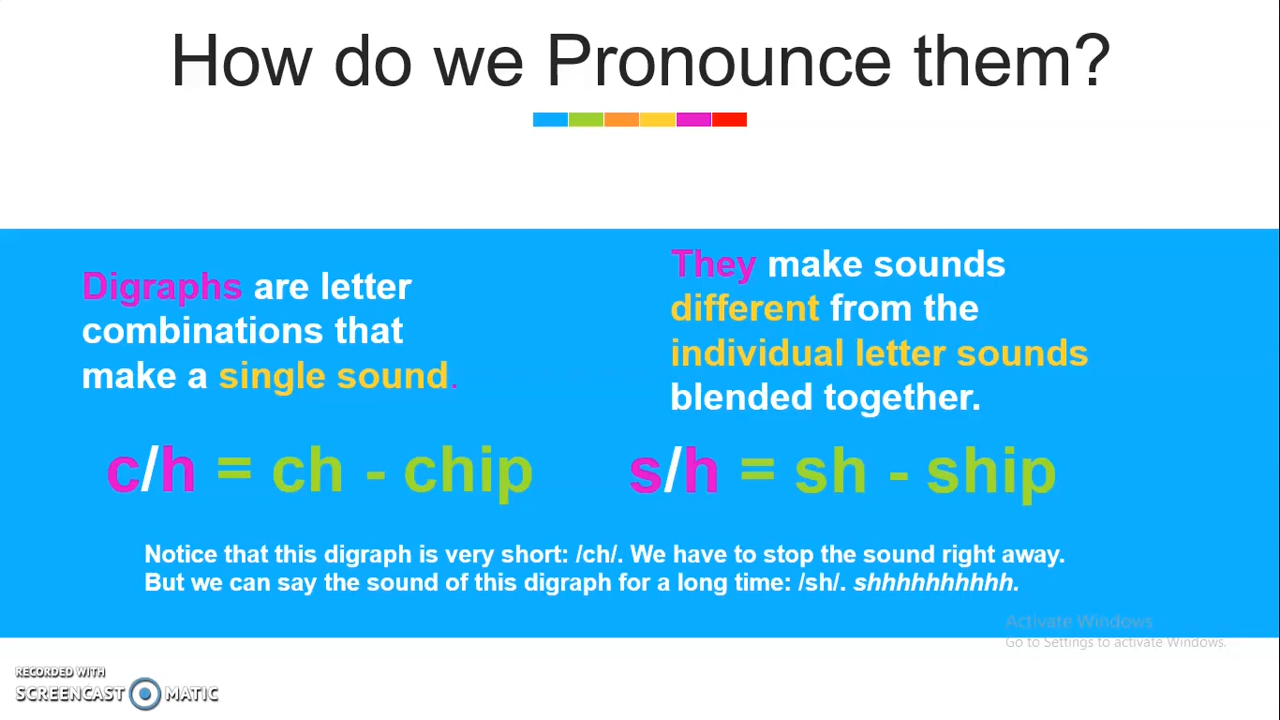 How do we Pronounce them?
Digraphs are letter
combinations that
make a single sound.
They make sounds
different from the
individual letter sounds
blended together.
c/h = ch - chip
s/h = sh - ship
Notice that this digraph is very short: /ch/. We have to stop the sound right away.
But we can say the sound of this digraph for a long time: /sh/. shhhhhhhhhh.
Activate Windows
Go to Settings to activate Windows.
RECORDED WITH
SCREENCAST MATIC